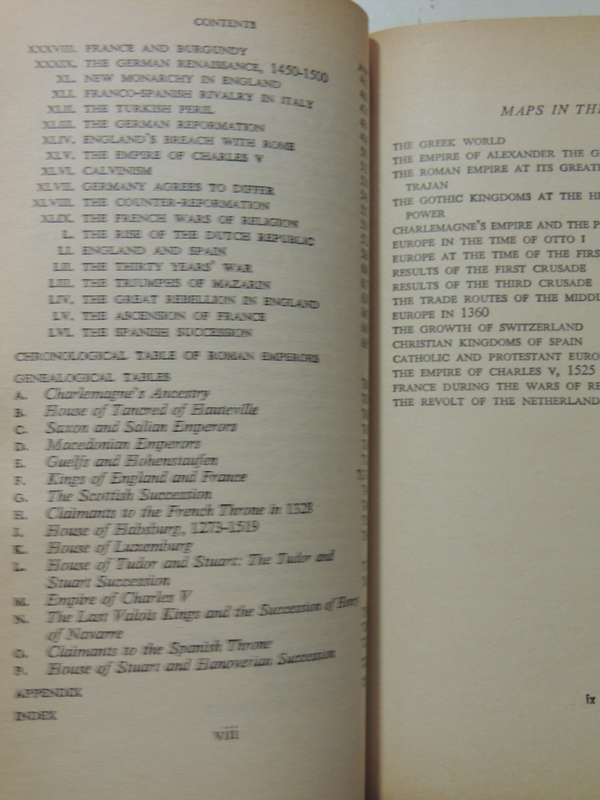 CONTENTS
XXXVIII. FRANCE AND BURGUNDY
XXXIX. THE GERMAN RENAISSANCE, 1450-1500
XL. NEW MONARCHY IN ENGLAND
XLI. FRANCO-SPANISH RIVALRY IN ITALY
XLII. THE TURKISH PERIL
XLIII. THE GERMAN REFORMATION
XLIV. ENGLAND'S BREACH WITH ROME
XLV. THE EMPIRE OF CHARLES V
XLVI. CALVINISM
XLVII. GERMANY AGREES TO DIFFER
XLVIII. THE COUNTER-REFORMATION
XLIX. THE FRENCH WARS OF RELIGION
L. THE RISE OF THE DUTCH REPUBLIC
LI. ENGLAND AND SPAIN
LII. THE THIRTY YEARS' WAR
LIII. THE TRIUMPHS OF MAZARIN
LIV. THE GREAT REBELLION IN ENGLAND
LV. THE ASCENSION OF FRANCE
LVI. THE SPANISH SUCCESSION
CHRONOLOGICAL TABLE OF ROMAN EMPERORS
GENEALOGICAL TABLES
A. Charlemagne's Ancestry
B. House of Tancred of Hauteville
C. Saxon and Salian Emperors
D. Macedonian Emperors
E. Guelfs and Hohenstaufen
F. Kings of England and France
G. The Scottish Succession
H. Claimants to the French Throne in 1328
I. House of Habsburg, 1273-1519
K. House of Luxemburg
L. House of Tudor and Stuart: The Tudor and
Stuart Succession
M. Empire of Charles V
N. The Last Valois Kings and the Succession of Henry
of Navarre
O. Claimants to the Spanish Throne
P. House of Stuart and Hanoverian Succession
APPENDIX
INDEX
viii
MAPS IN THE
THE GREEK WORLD
THE EMPIRE OF ALEXANDER THE G
THE ROMAN EMPIRE AT ITS GREAT
TRAJAN
THE GOTHIC KINGDOMS AT THE HE
POWER
CHARLEMAGNE'S EMPIRE AND THE P
EUROPE IN THE TIME OF OTTO I
EUROPE AT THE TIME OF THE FIRS
RESULTS OF THE FIRST CRUSADE
RESULTS OF THE THIRD CRUSADE
THE TRADE ROUTES OF THE MIDD
EUROPE IN 1360
THE GROWTH OF SWITZERLAND
CHRISTIAN KINGDOMS OF SPAIN
CATHOLIC AND PROTESTANT EURO
THE EMPIRE OF CHARLES V, 1525
FRANCE DURING THE WARS OF RE
THE REVOLT OF THE NETHERLAND
ix